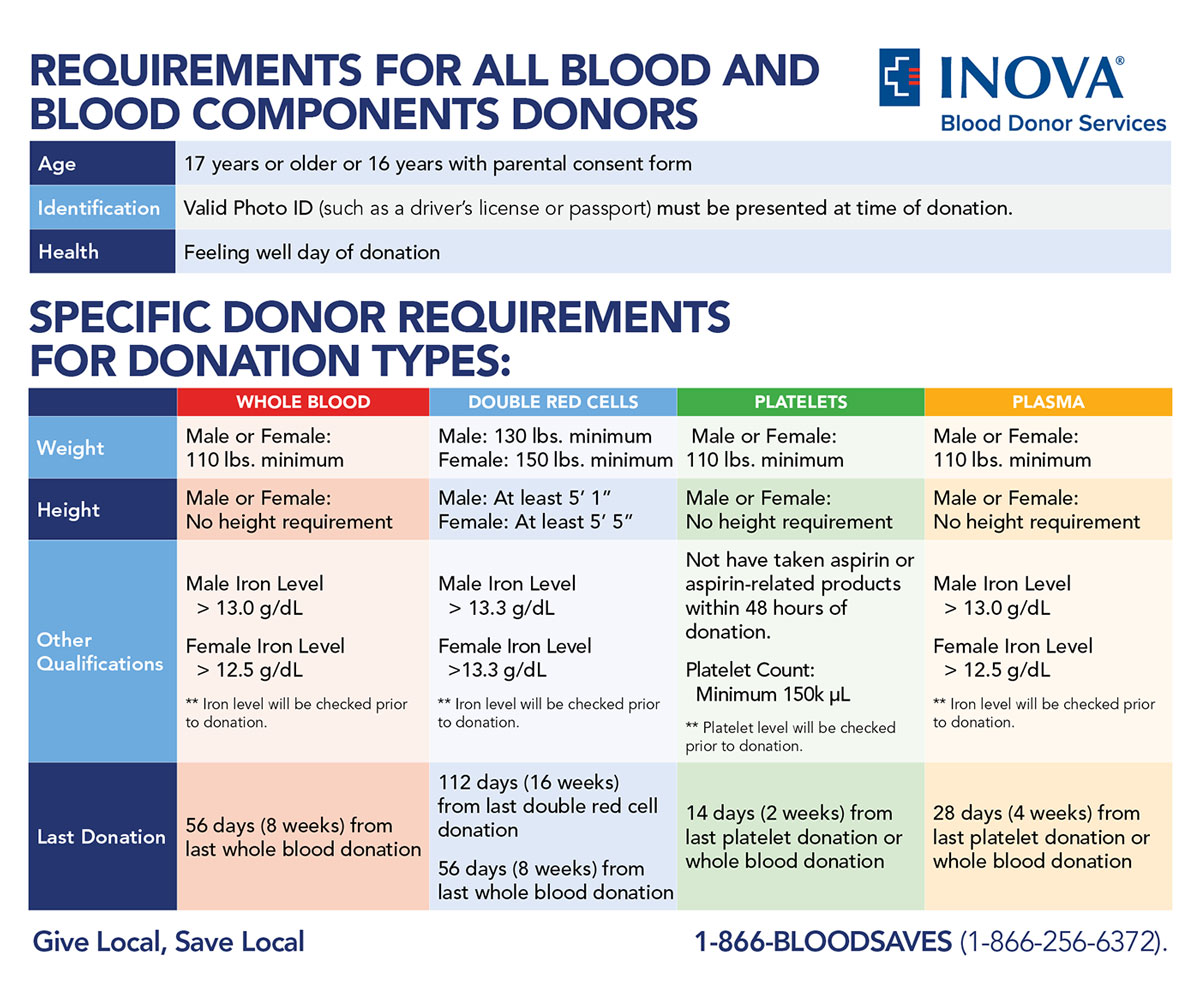 REQUIREMENTS FOR ALL BLOOD AND
BLOOD COMPONENTS DONORS
INOVA®
Blood Donor Services
Age
17 years or older or 16 years with parental consent form
Identification
Valid Photo ID (such as a driver’s license or passport) must be presented at time of donation.
Health
Feeling well day of donation
SPECIFIC DONOR REQUIREMENTS
FOR DONATION TYPES:
WHOLE BLOOD
DOUBLE RED CELLS
PLATELETS
PLASMA
Weight
Male or Female:
110 lbs. minimum
Male: 130 lbs. minimum
Female: 150 lbs. minimum
Male or Female:
110 lbs. minimum
Male or Female:
110 lbs. minimum
Height
Male or Female:
No height requirement
Male: At least 5’ 1”
Female: At least 5’ 5”
Male or Female:
No height requirement
Male or Female:
No height requirement
Other
Qualifications
Male Iron Level
> 13.0 g/dL
Female Iron Level
> 12.5 g/dL
** Iron level will be checked prior
to donation.
Male Iron Level
> 13.3 g/dL
Female Iron Level
>13.3 g/dL
** Iron level will be checked prior
to donation.
Not have taken aspirin or
aspirin-related products
within 48 hours of
donation.
Platelet Count:
Minimum 150k µL
** Platelet level will be checked
prior to donation.
Male Iron Level
> 13.0 g/dL
Female Iron Level
> 12.5 g/dL
** Iron level will be checked prior
to donation.
Last Donation
56 days (8 weeks) from
last whole blood donation
112 days (16 weeks)
from last double red cell
donation
56 days (8 weeks) from
last whole blood donation
14 days (2 weeks) from
last platelet donation or
whole blood donation
28 days (4 weeks) from
last platelet donation or
whole blood donation
Give Local, Save Local
1-866-BLOODSAVES (1-866-256-6372).